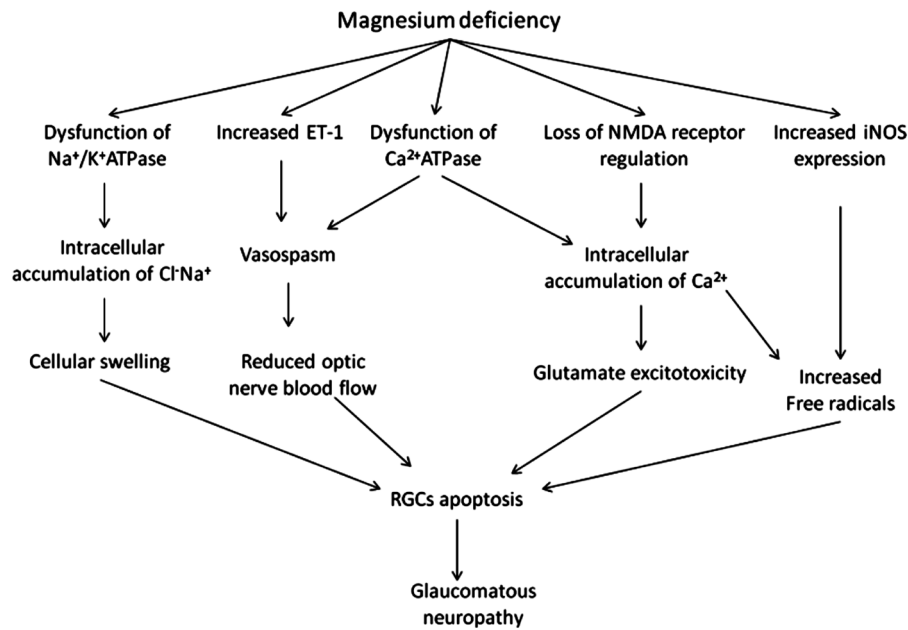 Magnesium deficiency
Dysfunction of
Na⁺/K⁺ATPase
Increased ET-1
Dysfunction of
Ca²⁺ATPase
Loss of NMDA receptor
regulation
Increased iNOS
expression
Intracellular
accumulation of Cl⁻Na⁺
Vasospasm
Intracellular
accumulation of Ca²⁺
Cellular swelling
Reduced optic
nerve blood flow
Glutamate excitotoxicity
Increased
Free radicals
RGCs apoptosis
Glaucomatous
neuropathy